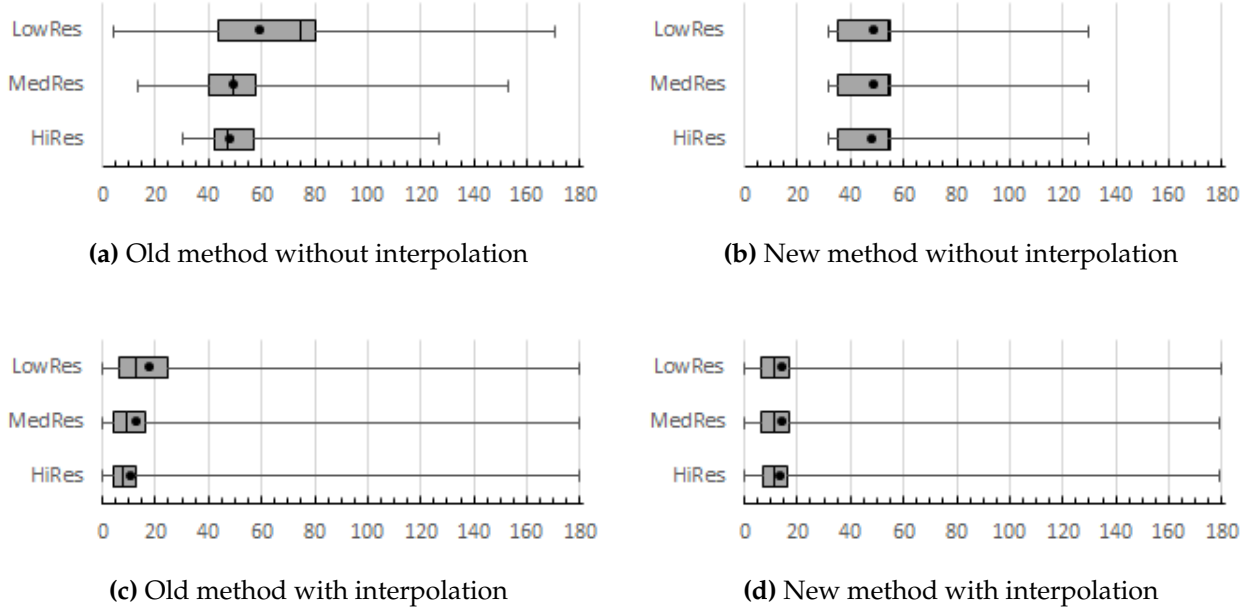 LowRes
MedRes
HiRes
0 20 40 60 80 100 120 140 160 180
(a) Old method without interpolation
LowRes
MedRes
HiRes
0 20 40 60 80 100 120 140 160 180
(b) New method without interpolation
LowRes
MedRes
HiRes
0 20 40 60 80 100 120 140 160 180
(c) Old method with interpolation
LowRes
MedRes
HiRes
0 20 40 60 80 100 120 140 160 180
(d) New method with interpolation